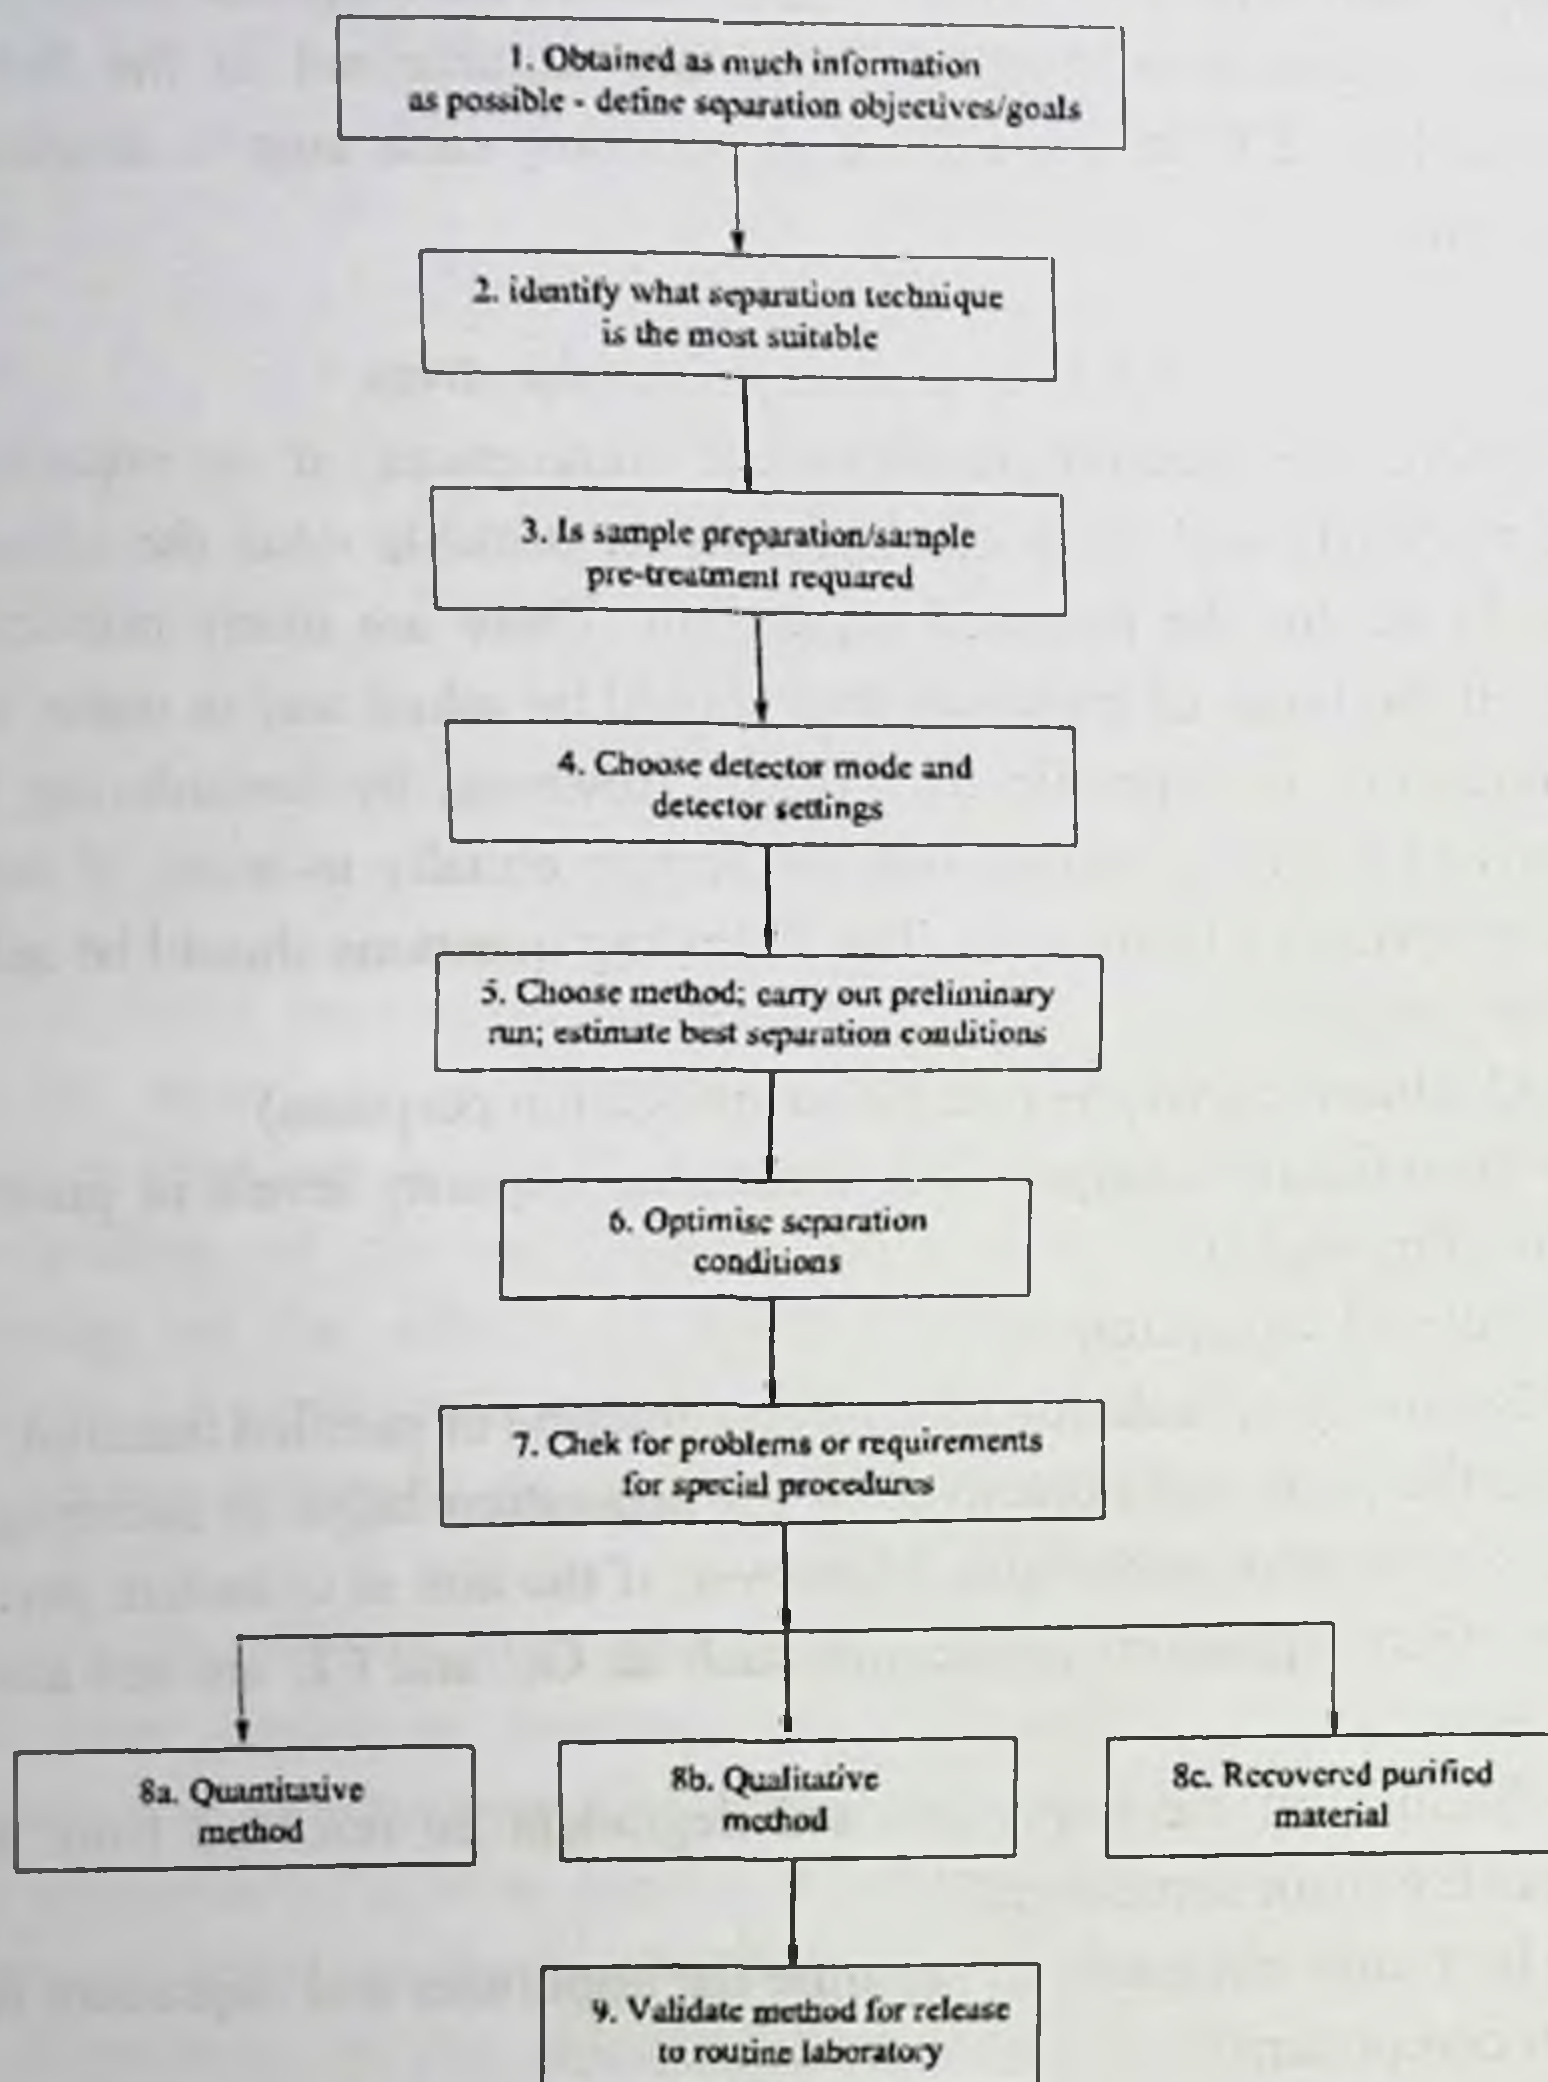 1. Obtained as much information
as possible - define separation objectives/goals
2. identify what separation technique
is the most suitable
3. Is sample preparation/sample
pre-treatment requared
4. Choose detector mode and
detector settings
5. Choose method; carry out preliminary
run; estimate best separation conditions
6. Optimise separation
conditions
7. Chek for problems or requirements
for special procedures
8a. Quantitative
method
8b. Qualitative
method
8c. Recovered purified
material
9. Validate method for release
to routine laboratory